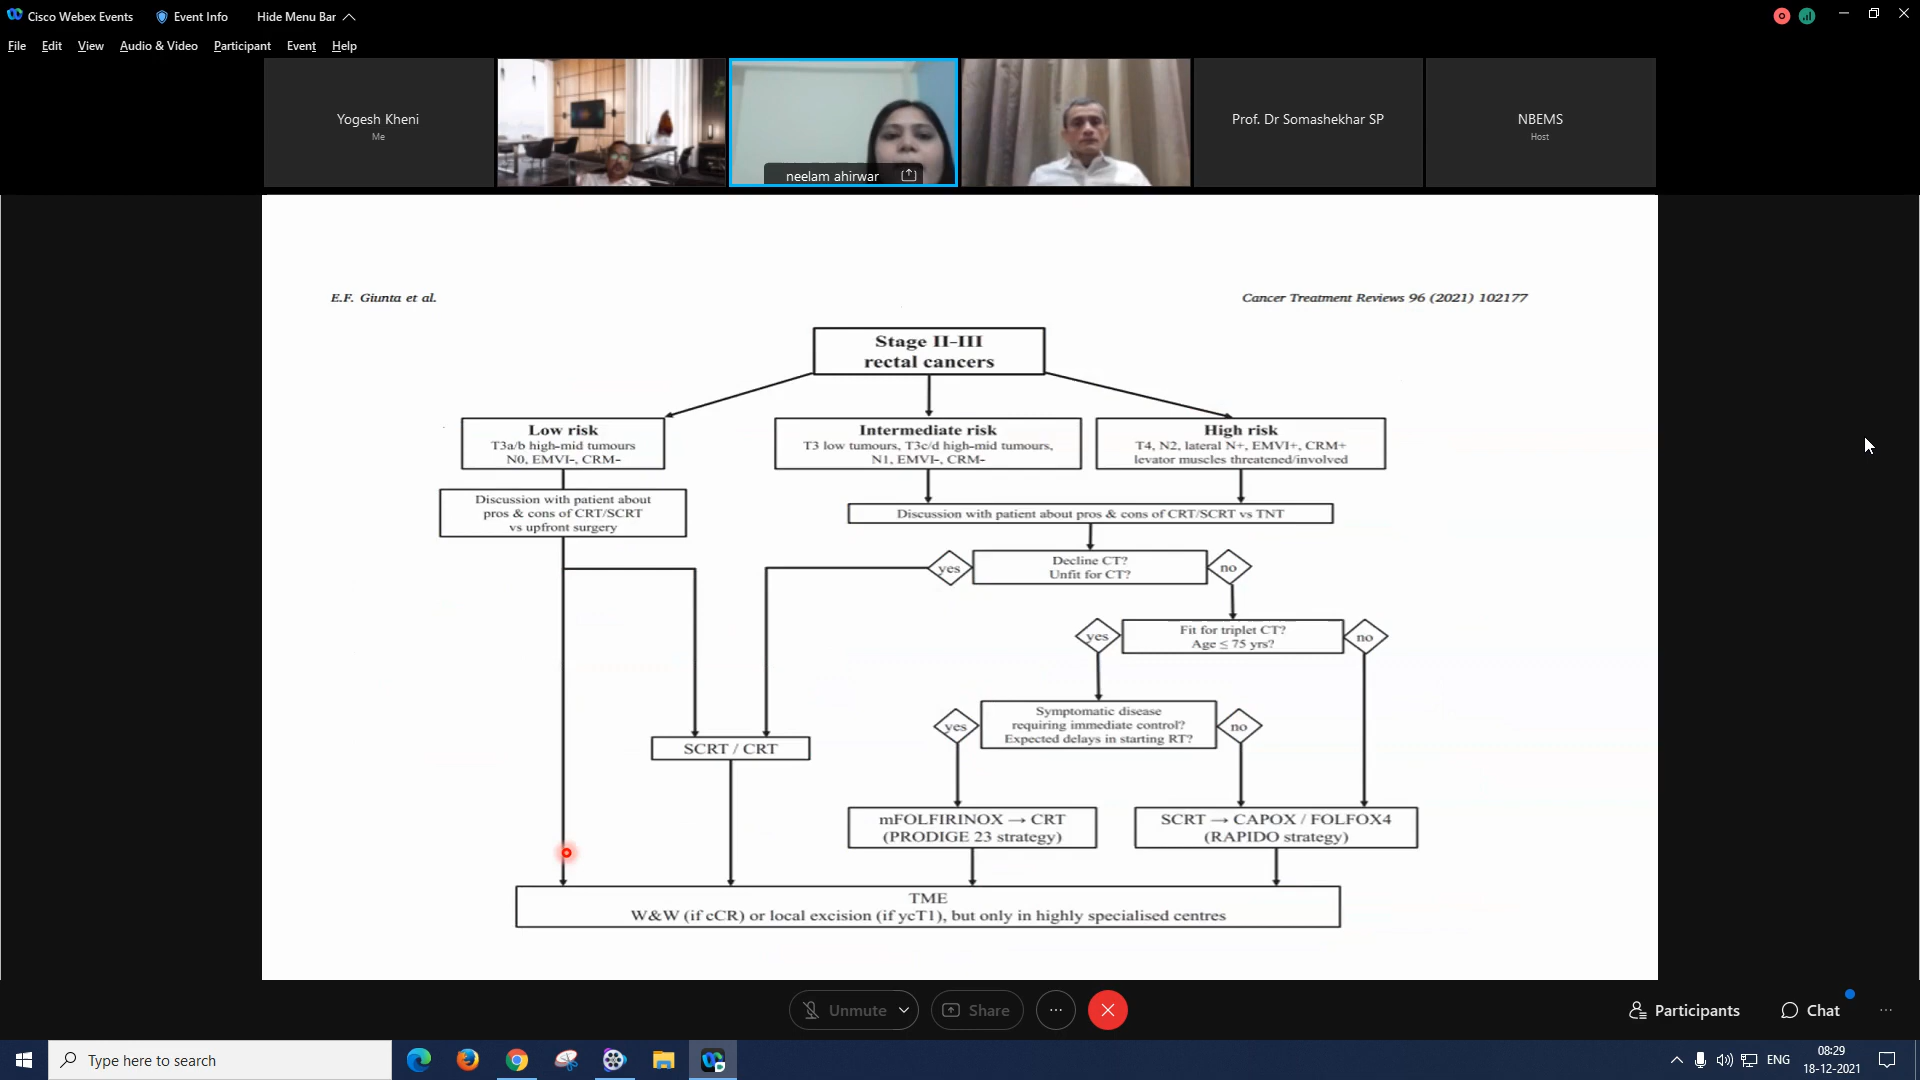 Cisco Webex Events
Event Info
Hide Menu Bar
File Edit View Audio & Video Participant Event Help
Yogesh Kheni
Me
neelam ahirwar
Prof. Dr Somashekhar SP
NBEMS
Host
E.F. Giunta et al.
Cancer Treatment Reviews 96 (2021) 102177
Stage II-III
rectal cancers
Low risk
T3a/b high-mid tumours
N0, EMVI-, CRM-
Intermediate risk
T3 low tumours, T3c/d high-mid tumours,
N1, EMVI-, CRM-
High risk
T4, N2, lateral N+, EMVI+, CRM+
levator muscles threatened/involved
Discussion with patient about
pros & cons of CRT/SCRT
vs upfront surgery
Discussion with patient about pros & cons of CRT/SCRT vs TNT
yes
Decline CT?
Unfit for CT?
no
yes
Fit for triplet CT?
Age ≤ 75 yrs?
no
yes
Symptomatic disease
requiring immediate control?
Expected delays in starting RT?
no
SCRT / CRT
mFOLFIRINOX → CRT
(PRODIGE 23 strategy)
SCRT → CAPOX / FOLFOX4
(RAPIDO strategy)
TME
W&W (if cCR) or local excision (if ycT1), but only in highly specialised centres
Unmute
Share
Participants
Chat
Type here to search
ENG
08:29
18-12-2021